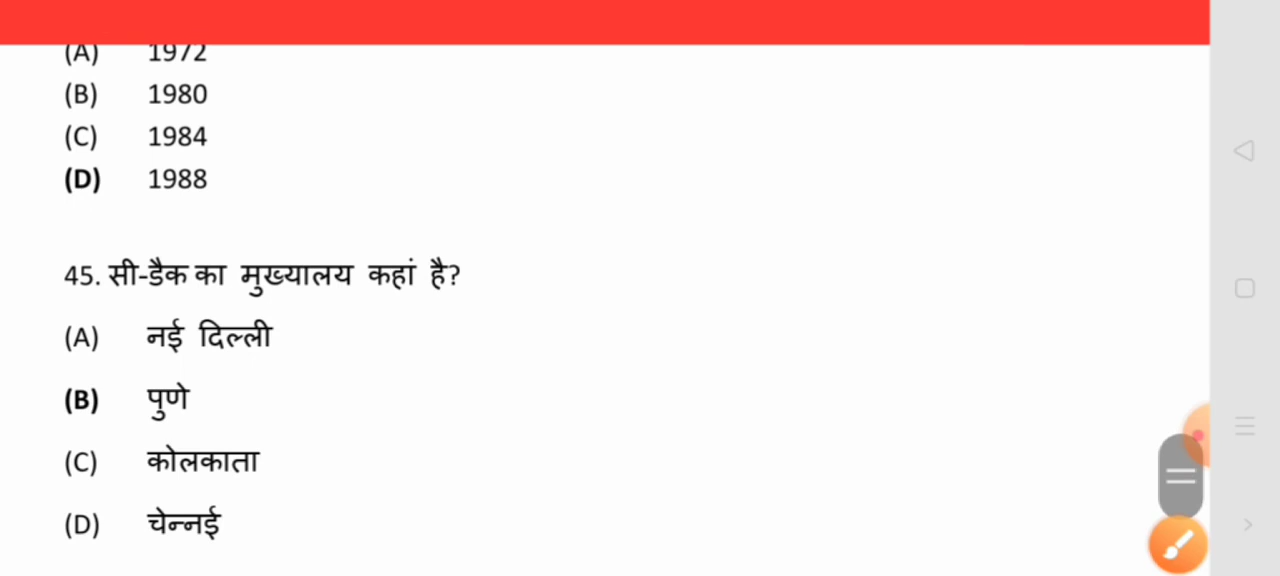 (A) 1972
(B) 1980
(C) 1984
(D) 1988
45. सी-डैक का मुख्यालय कहां है?
(A) नई दिल्ली
(B) पुणे
(C) कोलकाता
(D) चेन्नई